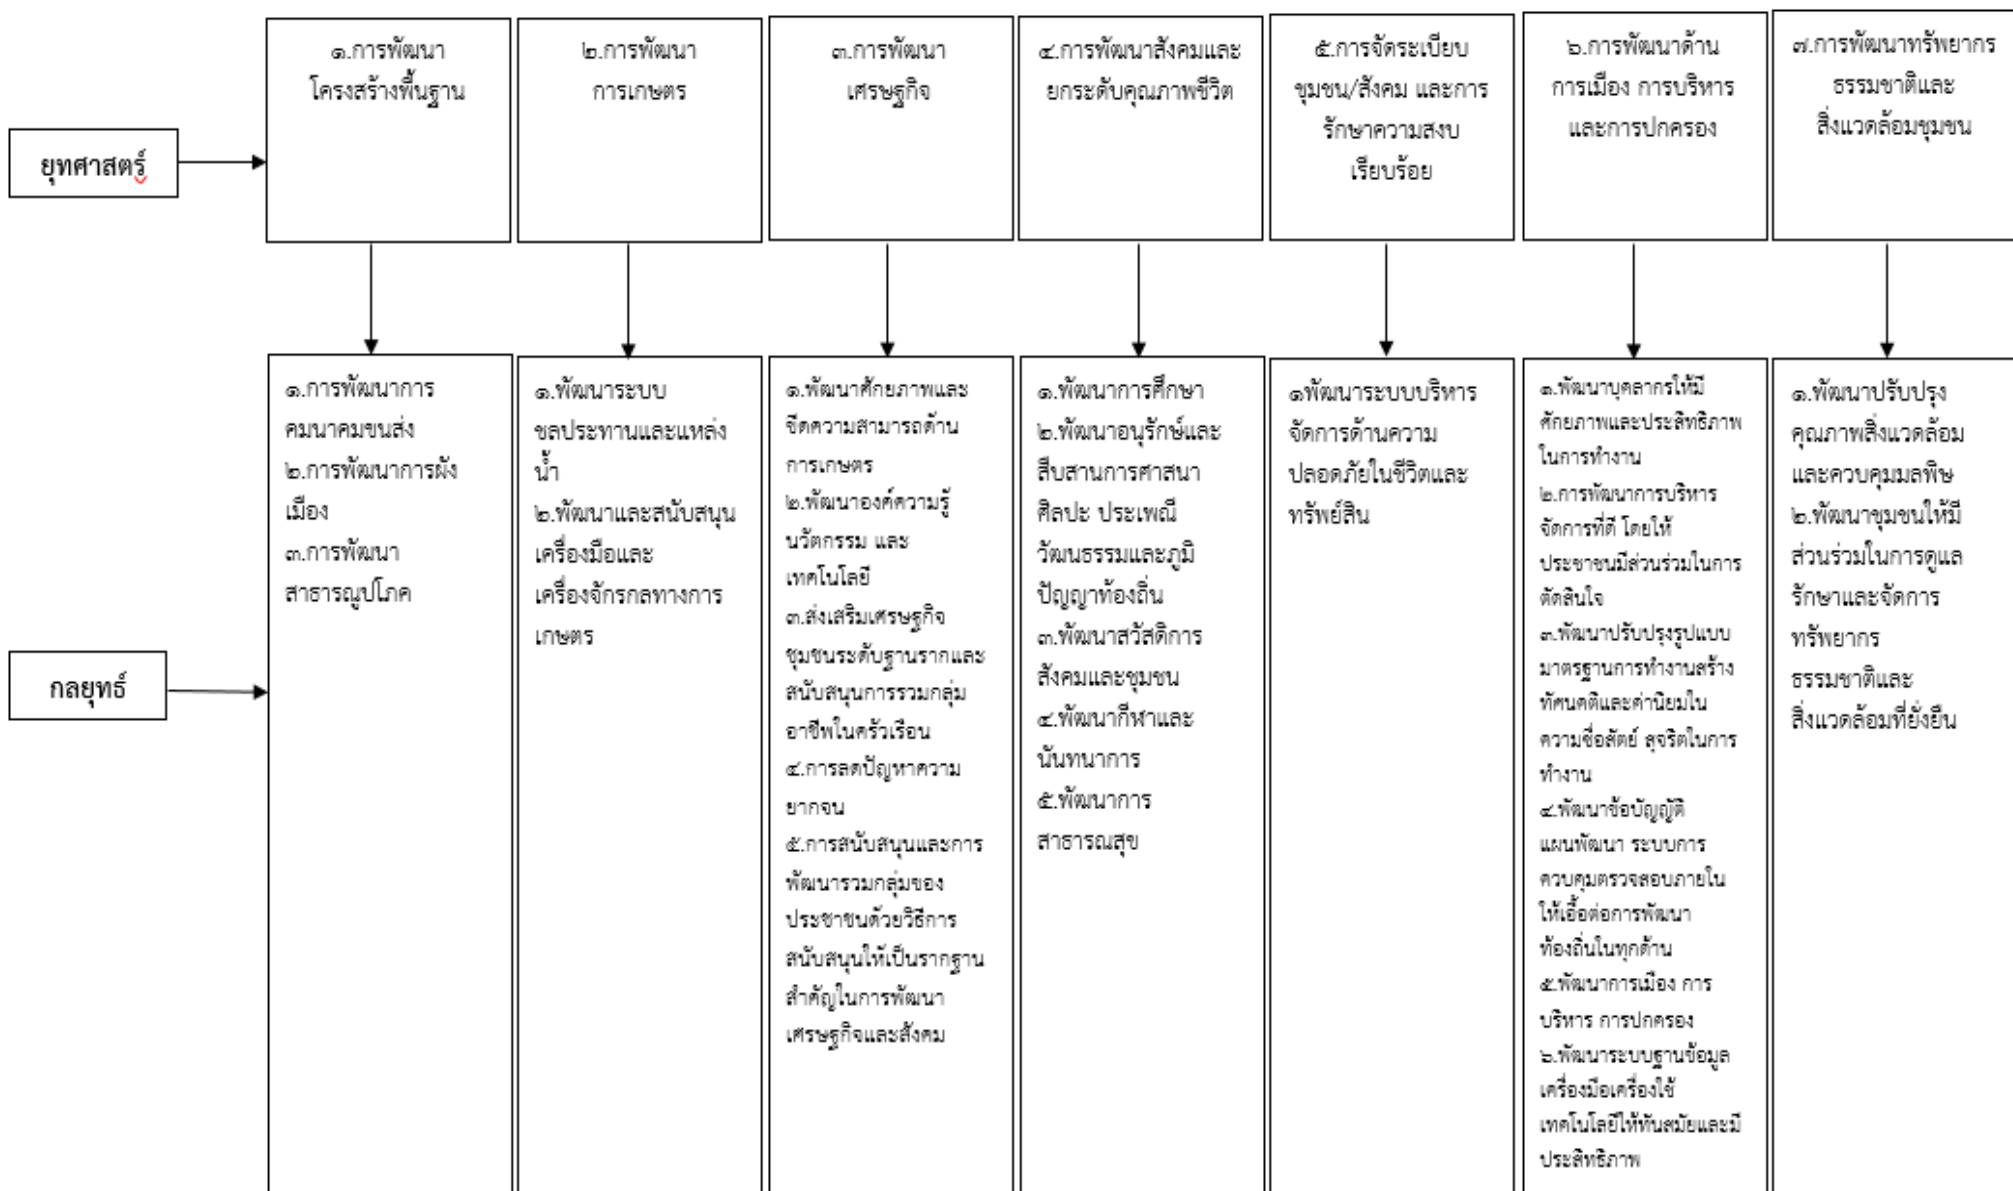 ยุทศาสตร์
๑.การพัฒนา
โครงสร้างพื้นฐาน
๒.การพัฒนา
การเกษตร
๓.การพัฒนา
เศรษฐกิจ
๔.การพัฒนาสังคมและ
ยกระดับคุณภาพชีวิต
๕.การจัดระเบียบ
ชุมชน/สังคม และการ
รักษาความสงบ
เรียบร้อย
๖.การพัฒนาด้าน
การเมือง การบริหาร
และการปกครอง
๗.การพัฒนาทรัพยากร
ธรรมชาติและ
สิ่งแวดล้อมชุมชน
กลยุทธ์
๑.การพัฒนาการ
คมนาคมขนส่ง
๒.การพัฒนาการผัง
เมือง
๓.การพัฒนา
สาธารณูปโภค
๑.พัฒนาระบบ
ชลประทานและแหล่ง
น้ำ
๒.พัฒนาและสนับสนุน
เครื่องมือและ
เครื่องจักรกลทางการ
เกษตร
๑.พัฒนาศักยภาพและ
ขีดความสามารถด้าน
การเกษตร
๒.พัฒนาองค์ความรู้
นวัตกรรม และ
เทคโนโลยี
๓.ส่งเสริมเศรษฐกิจ
ชุมชนระดับฐานรากและ
สนับสนุนการรวมกลุ่ม
อาชีพในครัวเรือน
๔.การลดปัญหาความ
ยากจน
๕.การสนับสนุนและการ
พัฒนารวมกลุ่มของ
ประชาชนด้วยวิธีการ
สนับสนุนให้เป็นรากฐาน
สำคัญในการพัฒนา
เศรษฐกิจและสังคม
๑.พัฒนาการศึกษา
๒.พัฒนาอนุรักษ์และ
สืบสานการศาสนา
ศิลปะ ประเพณี
วัฒนธรรมและภูมิ
ปัญญาท้องถิ่น
๓.พัฒนาสวัสดิการ
สังคมและชุมชน
๔.พัฒนากีฬาและ
นันทนาการ
๕.พัฒนาการ
สาธารณสุข
๑พัฒนาระบบบริหาร
จัดการด้านความ
ปลอดภัยในชีวิตและ
ทรัพย์สิน
๑.พัฒนาบุคลากรให้มี
ศักยภาพและประสิทธิภาพ
ในการทำงาน
๒.การพัฒนาการบริหาร
จัดการที่ดี โดยให้
ประชาชนมีส่วนร่วมในการ
ตัดสินใจ
๓.พัฒนาปรับปรุงรูปแบบ
มาตรฐานการทำงานสร้าง
ทัศนคติและค่านิยมใน
ความซื่อสัตย์ สุจริตในการ
ทำงาน
๔.พัฒนาข้อบัญญัติ
แผนพัฒนา ระบบการ
ควบคุมตรวจสอบภายใน
ให้เอื้อต่อการพัฒนา
ท้องถิ่นในทุกด้าน
๕.พัฒนาการเมือง การ
บริหาร การปกครอง
๖.พัฒนาระบบฐานข้อมูล
เครื่องมือเครื่องใช้
เทคโนโลยีให้ทันสมัยและมี
ประสิทธิภาพ
๑.พัฒนาปรับปรุง
คุณภาพสิ่งแวดล้อม
และควบคุมมลพิษ
๒.พัฒนาชุมชนให้มี
ส่วนร่วมในการดูแล
รักษาและจัดการ
ทรัพยากร
ธรรมชาติและ
สิ่งแวดล้อมที่ยั่งยืน